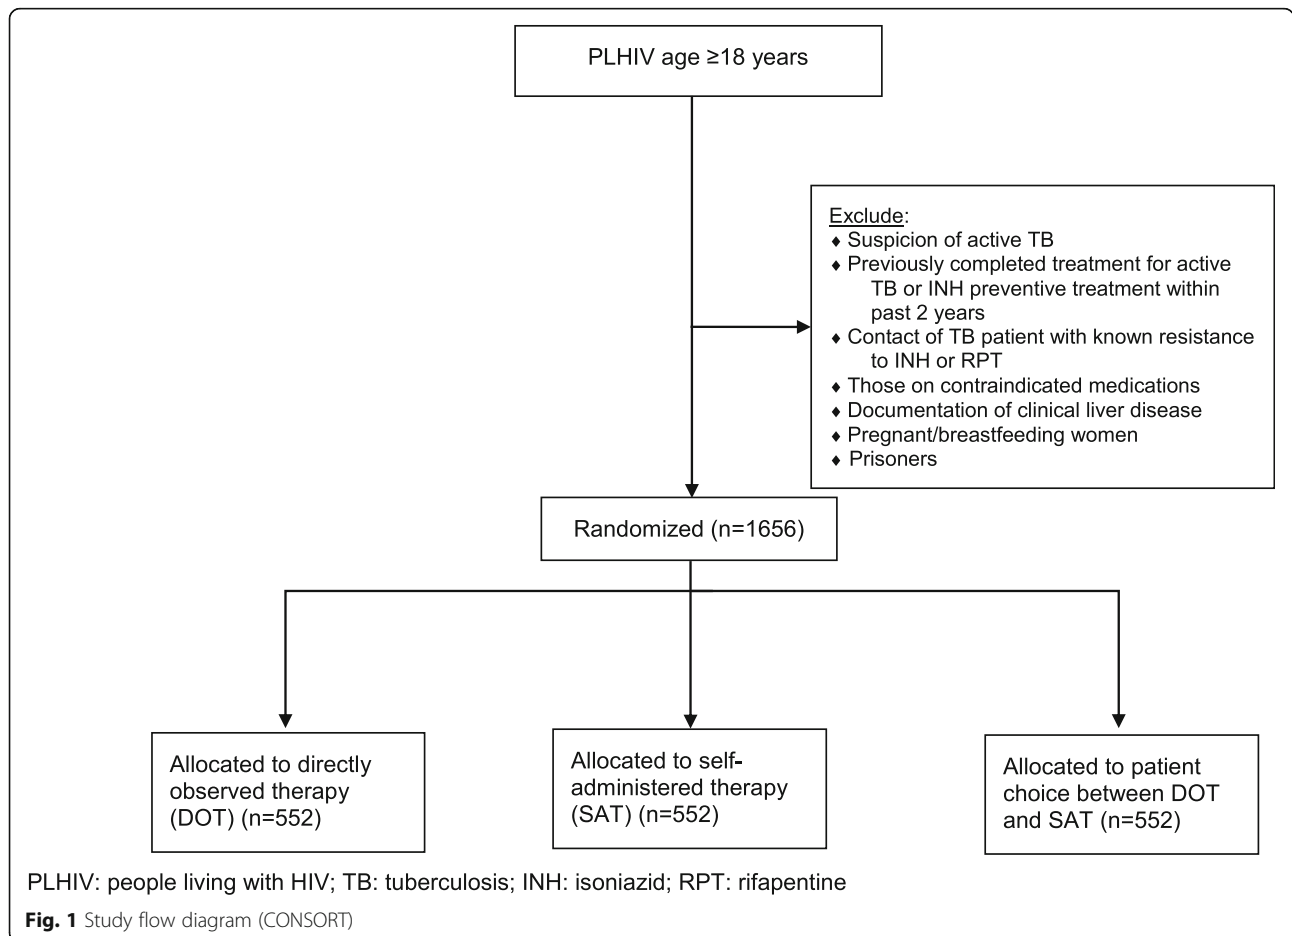 PLHIV age ≥18 years
Exclude:
♦ Suspicion of active TB
♦ Previously completed treatment for active
TB or INH preventive treatment within
past 2 years
♦ Contact of TB patient with known resistance
to INH or RPT
♦ Those on contraindicated medications
♦ Documentation of clinical liver disease
♦ Pregnant/breastfeeding women
♦ Prisoners
Randomized (n=1656)
Allocated to directly
observed therapy
(DOT) (n=552)
Allocated to self-
administered therapy
(SAT) (n=552)
Allocated to patient
choice between DOT
and SAT (n=552)
PLHIV: people living with HIV; TB: tuberculosis; INH: isoniazid; RPT: rifapentine
Fig. 1 Study flow diagram (CONSORT)